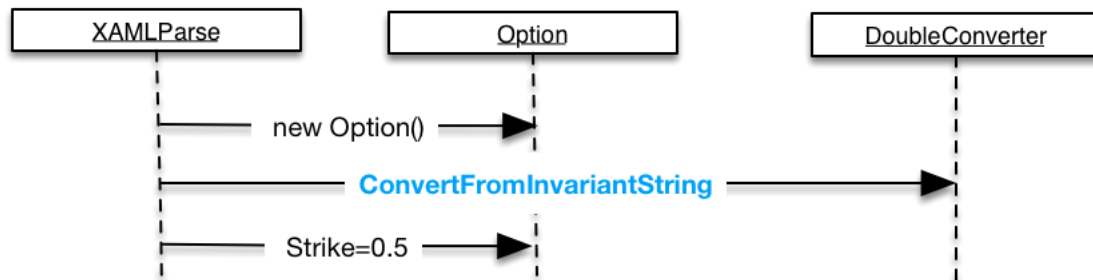 XAMLParse
Option
DoubleConverter
new Option()
ConvertFromInvariantString
Strike=0.5